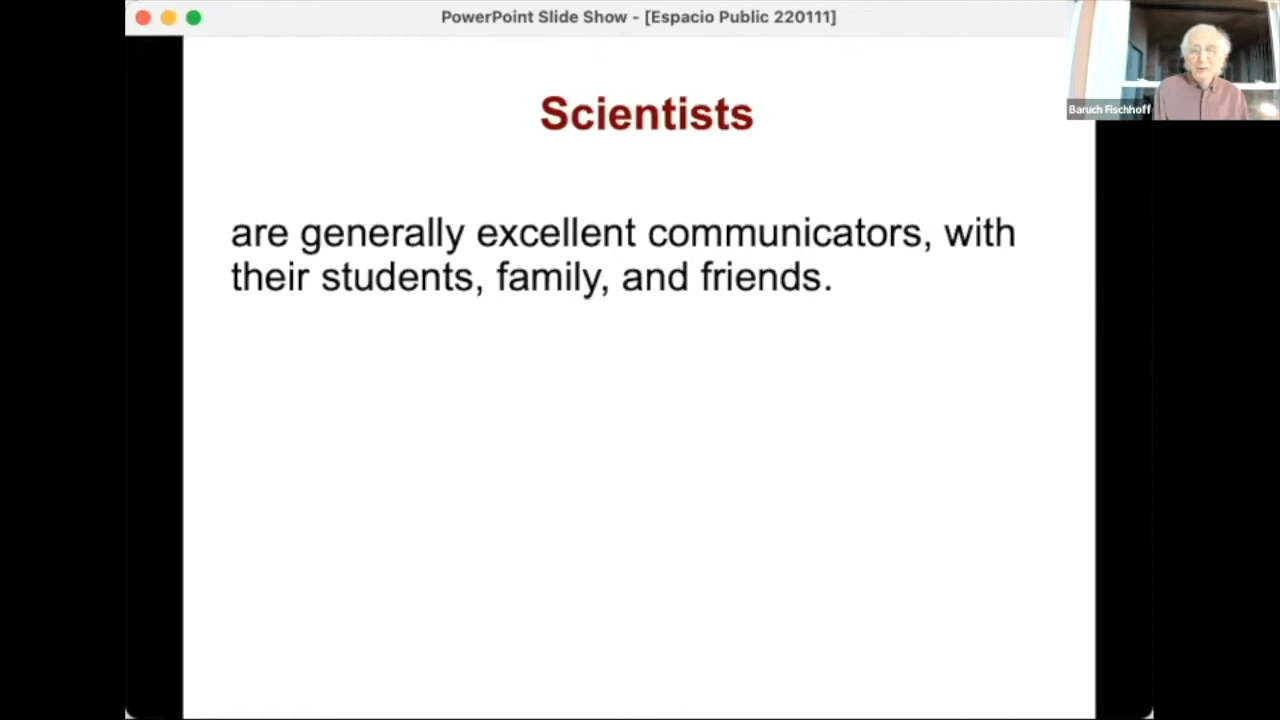 PowerPoint Slide Show - [Espacio Public 220111]
Baruch Fischhoff
Scientists
are generally excellent communicators, with
their students, family, and friends.